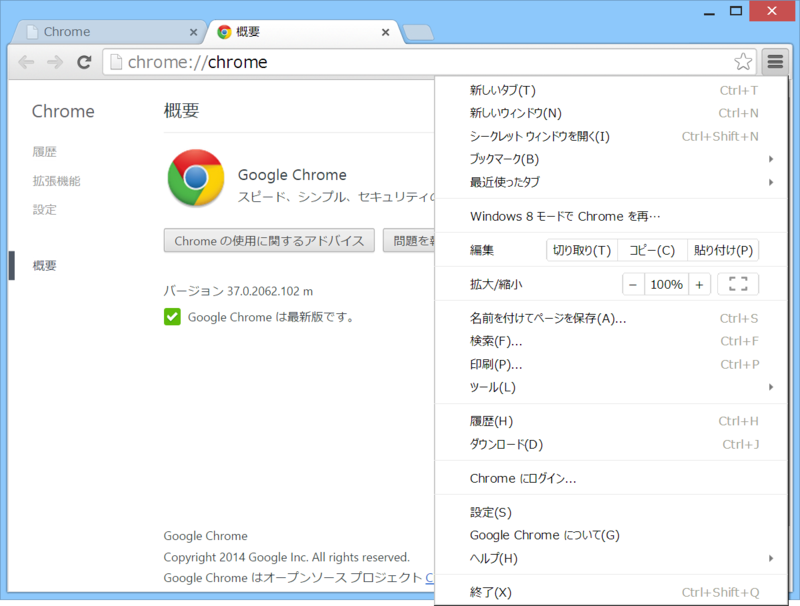 Chrome
概要
chrome://chrome
Chrome
履歴
拡張機能
設定
概要
概要
Google Chrome
スピード、シンプル、セキュリティの
Chrome の使用に関するアドバイス
問題を報
バージョン 37.0.2062.102 m
Google Chrome は最新版です。
Google Chrome
Copyright 2014 Google Inc. All rights reserved.
Google Chrome はオープンソース プロジェクト C
新しいタブ(T) Ctrl+T
新しいウィンドウ(N) Ctrl+N
シークレット ウィンドウを開く(I) Ctrl+Shift+N
ブックマーク(B)
最近使ったタブ
Windows 8 モードで Chrome を再…
編集 切り取り(T) コピー(C) 貼り付け(P)
拡大/縮小 − 100% +
名前を付けてページを保存(A)... Ctrl+S
検索(F)... Ctrl+F
印刷(P)... Ctrl+P
ツール(L)
履歴(H) Ctrl+H
ダウンロード(D) Ctrl+J
Chrome にログイン...
設定(S)
Google Chrome について(G)
ヘルプ(H)
終了(X) Ctrl+Shift+Q